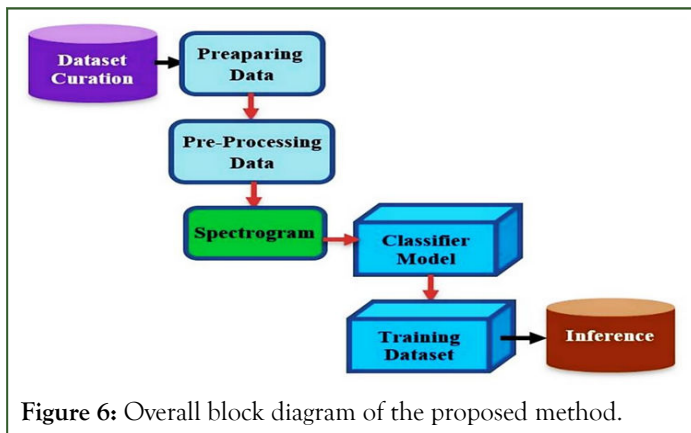 Dataset
Curation
Preaparing
Data
Pre-Processing
Data
Spectrogram
Classifier
Model
Training
Dataset
Inference
Figure 6: Overall block diagram of the proposed method.